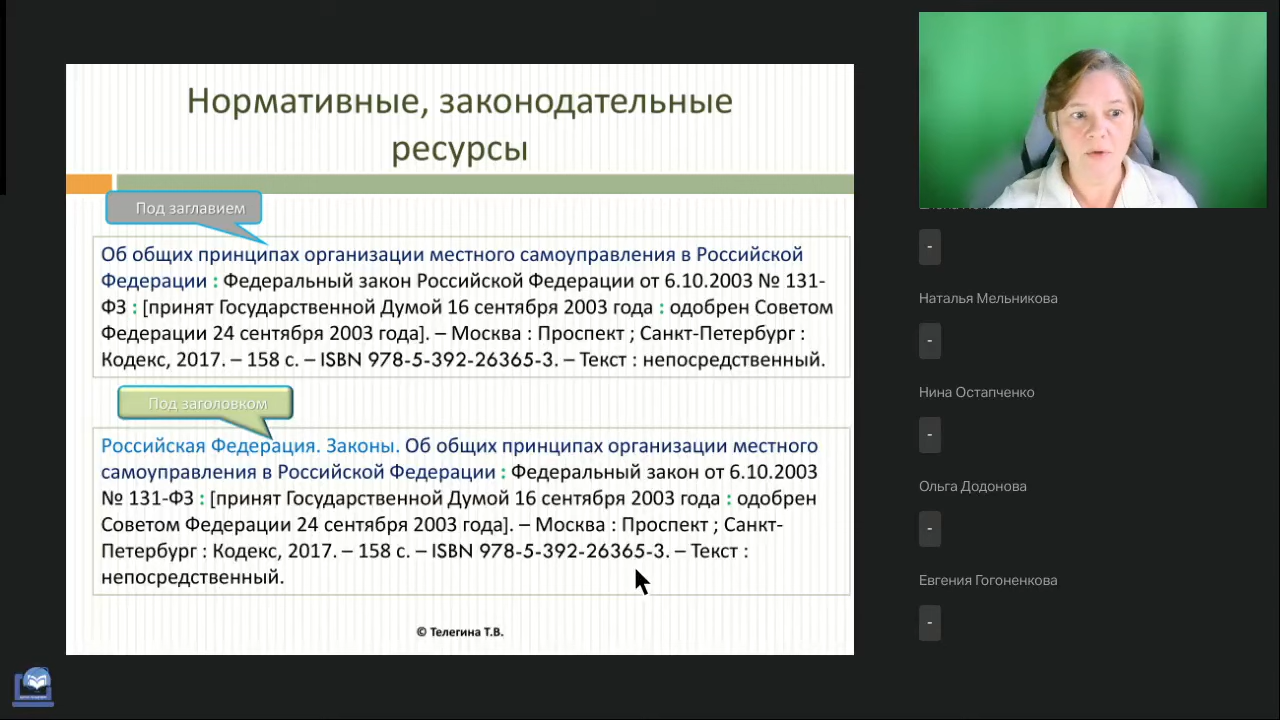 Нормативные, законодательные
ресурсы
Под заглавием
Об общих принципах организации местного самоуправления в Российской
Федерации : Федеральный закон Российской Федерации от 6.10.2003 № 131-
ФЗ : [принят Государственной Думой 16 сентября 2003 года : одобрен Советом
Федерации 24 сентября 2003 года]. – Москва : Проспект ; Санкт-Петербург :
Кодекс, 2017. – 158 с. – ISBN 978-5-392-26365-3. – Текст : непосредственный.
Под заголовком
Российская Федерация. Законы. Об общих принципах организации местного
самоуправления в Российской Федерации : Федеральный закон от 6.10.2003
№ 131-ФЗ : [принят Государственной Думой 16 сентября 2003 года : одобрен
Советом Федерации 24 сентября 2003 года]. – Москва : Проспект ; Санкт-
Петербург : Кодекс, 2017. – 158 с. – ISBN 978-5-392-26365-3. – Текст :
непосредственный.
© Телегина Т.В.
-
Наталья Мельникова
-
Нина Остапченко
-
Ольга Додонова
-
Евгения Гогоненкова
-